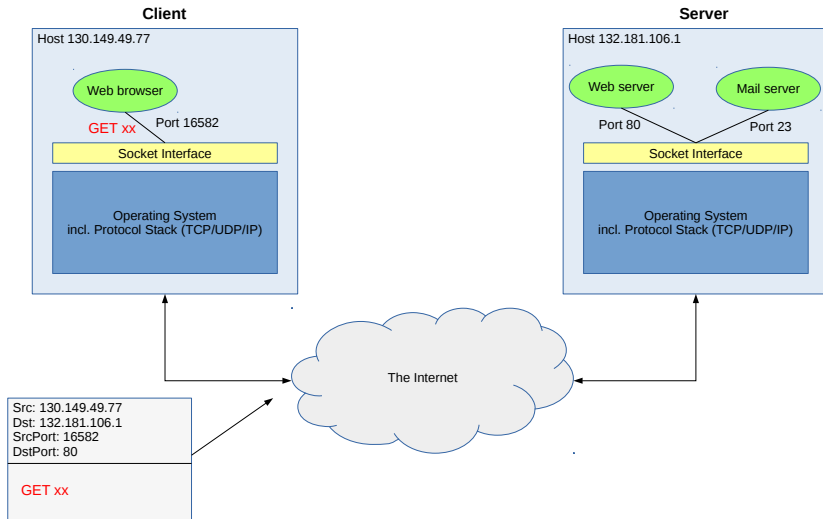 Client
Server
Host 130.149.49.77
Host 132.181.106.1
Web browser
Web server
Mail server
GET xx
Port 16582
Port 80
Port 23
Socket Interface
Socket Interface
Operating System
incl. Protocol Stack (TCP/UDP/IP)
Operating System
incl. Protocol Stack (TCP/UDP/IP)
The Internet
Src: 130.149.49.77
Dst: 132.181.106.1
SrcPort: 16582
DstPort: 80
GET xx